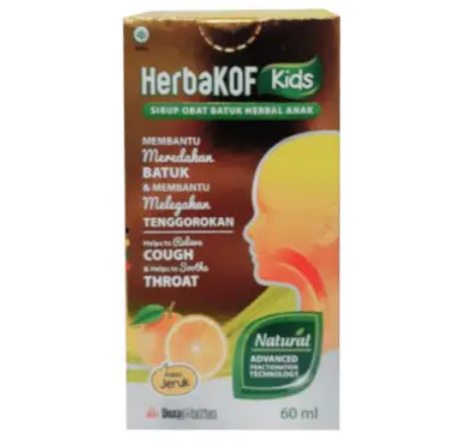 HerbaKOF Kids
SIRUP OBAT BATUK HERBAL ANAK
MEMBANTU
Meredakan
BATUK
& MEMBANTU
Melegakan
TENGGOROKAN
Helps to Relieve
COUGH
& Helps to Soothe
THROAT
Natural
ADVANCED
FRACTIONATION
TECHNOLOGY
Rasa
Jeruk
60 ml